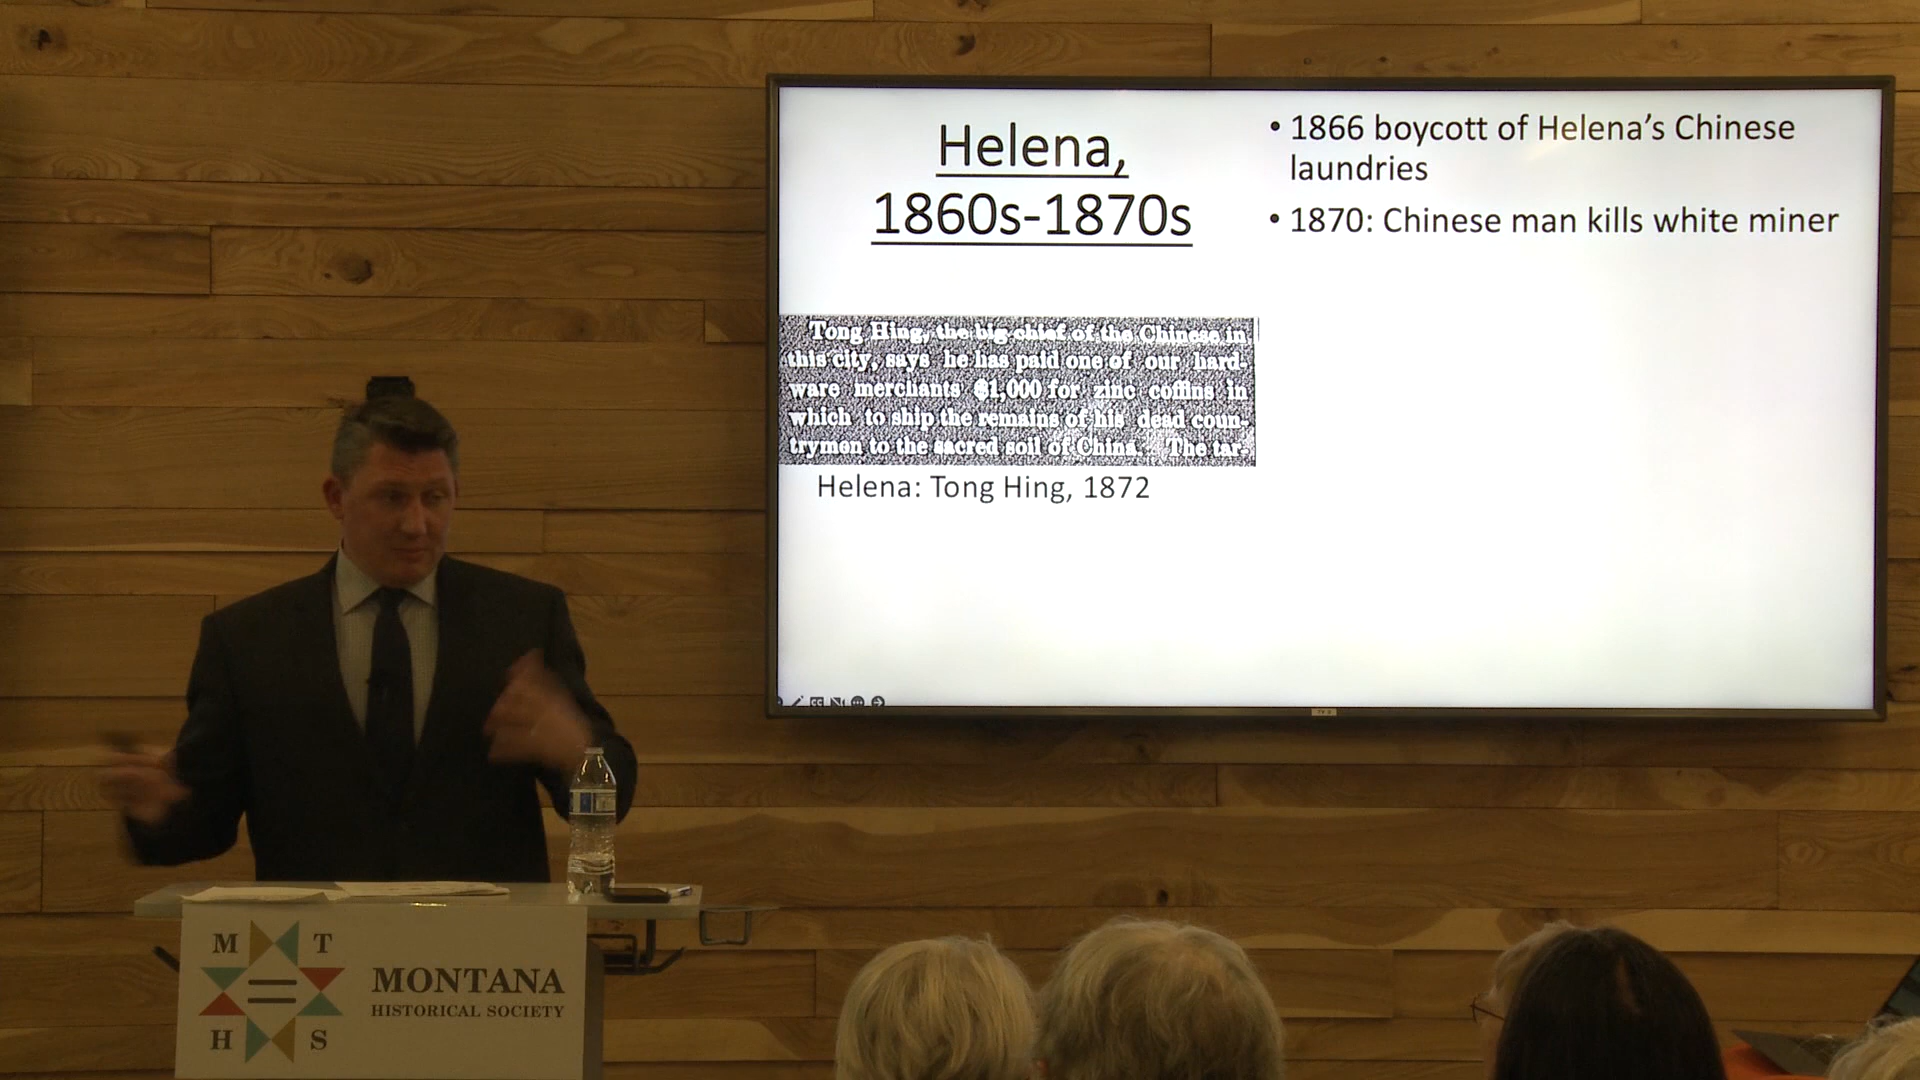 Helena,
1860s-1870s
• 1866 boycott of Helena's Chinese
laundries
• 1870: Chinese man kills white miner
Tong Hing, the big chief of the Chinese in
this city, says he has paid one of our hard-
ware merchants $1,000 for zinc coffins in
which to ship the remains of his dead coun-
trymen to the sacred soil of China. The tar-
Helena: Tong Hing, 1872
M T
H S
MONTANA
HISTORICAL SOCIETY